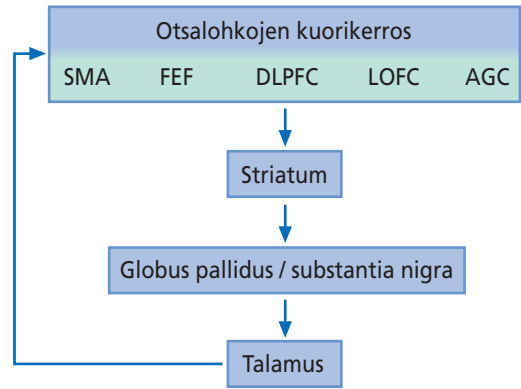 Otsalohkojen kuorikerros
SMA FEF DLPFC LOFC AGC
Striatum
Globus pallidus / substantia nigra
Talamus